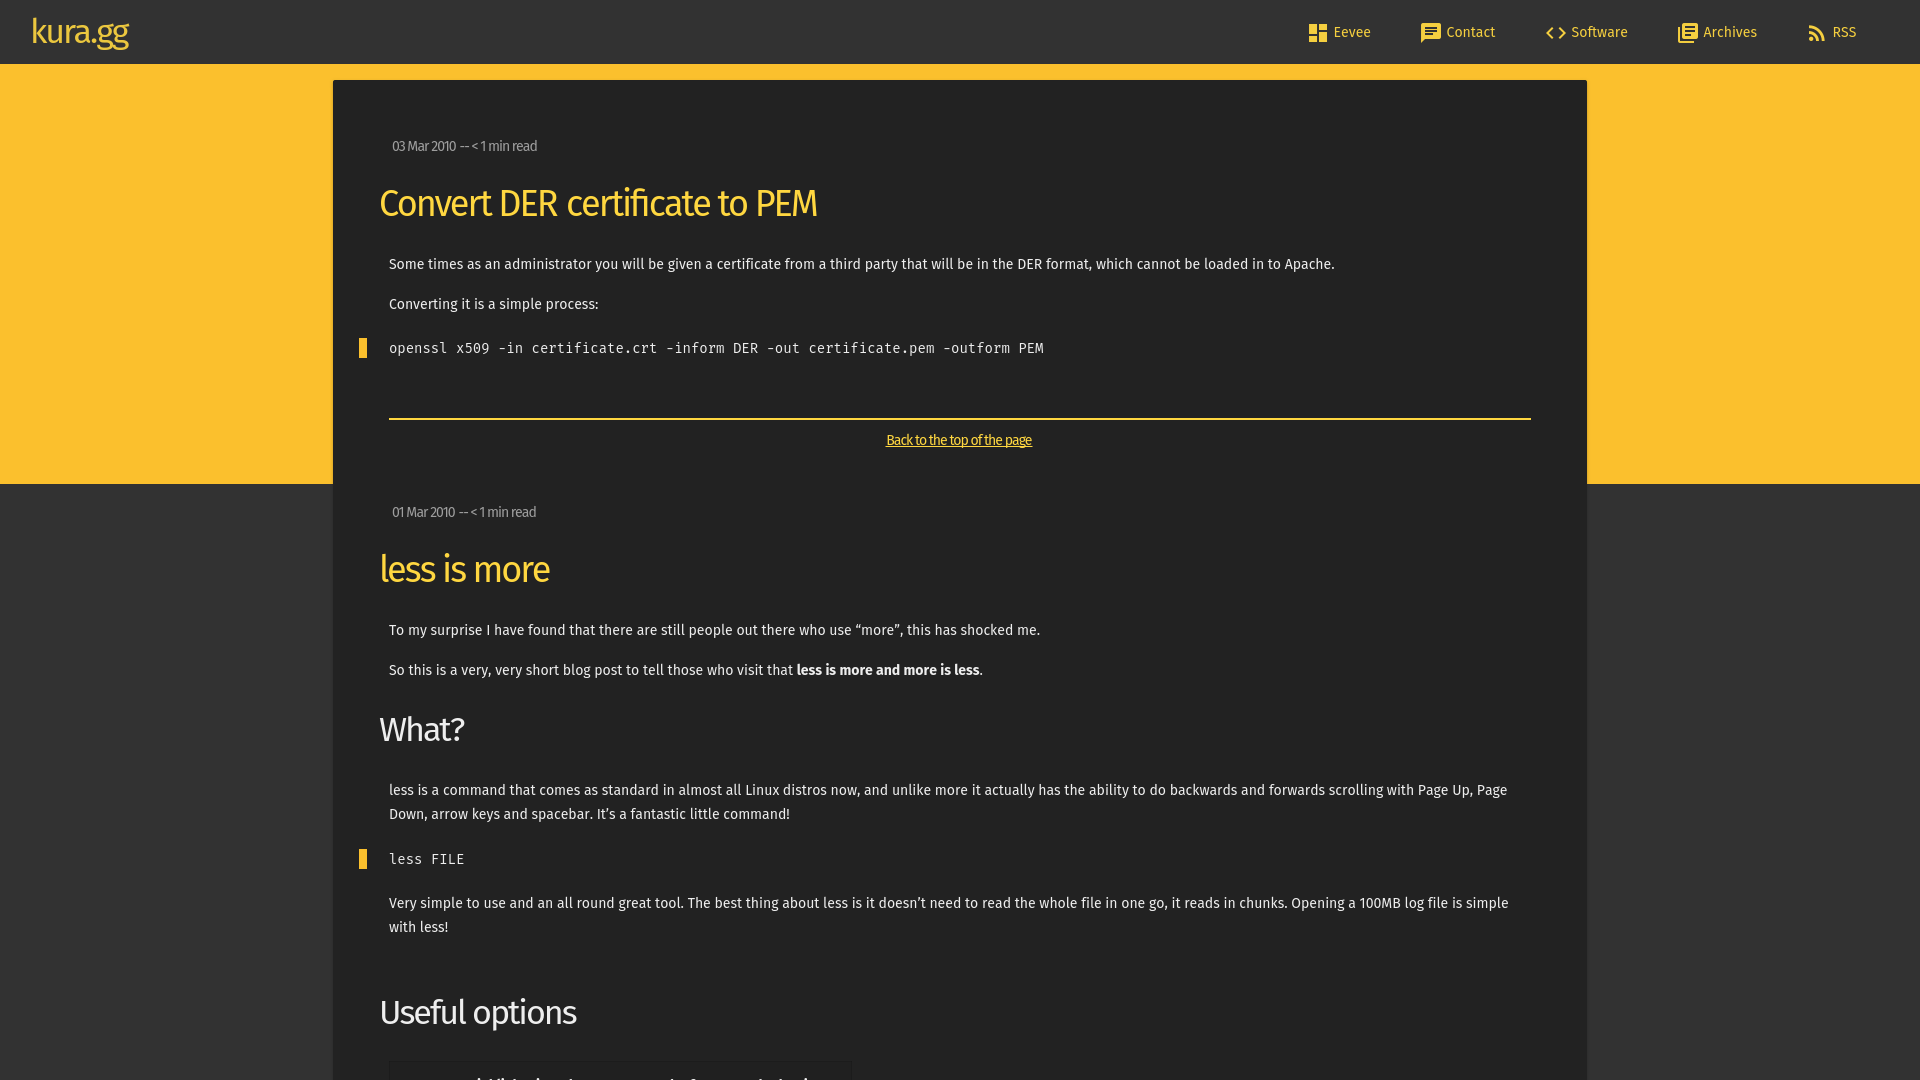 kura.gg
Eevee
Contact
Software
Archives
RSS
03 Mar 2010 -- < 1 min read
Convert DER certificate to PEM
Some times as an administrator you will be given a certificate from a third party that will be in the DER format, which cannot be loaded in to Apache.
Converting it is a simple process:
openssl x509 -in certificate.crt -inform DER -out certificate.pem -outform PEM
Back to the top of the page
01 Mar 2010 -- < 1 min read
less is more
To my surprise I have found that there are still people out there who use “more”, this has shocked me.
So this is a very, very short blog post to tell those who visit that less is more and more is less.
What?
less is a command that comes as standard in almost all Linux distros now, and unlike more it actually has the ability to do backwards and forwards scrolling with Page Up, Page
Down, arrow keys and spacebar. It’s a fantastic little command!
less FILE
Very simple to use and an all round great tool. The best thing about less is it doesn’t need to read the whole file in one go, it reads in chunks. Opening a 100MB log file is simple
with less!
Useful options